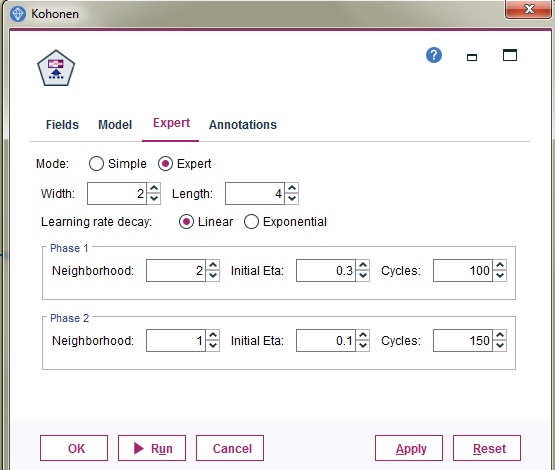 Kohonen
?
Fields Model Expert Annotations
Mode: Simple Expert
Width: 2 Length: 4
Learning rate decay: Linear Exponential
Phase 1
Neighborhood: 2 Initial Eta: 0.3 Cycles: 100
Phase 2
Neighborhood: 1 Initial Eta: 0.1 Cycles: 150
OK Run Cancel Apply Reset